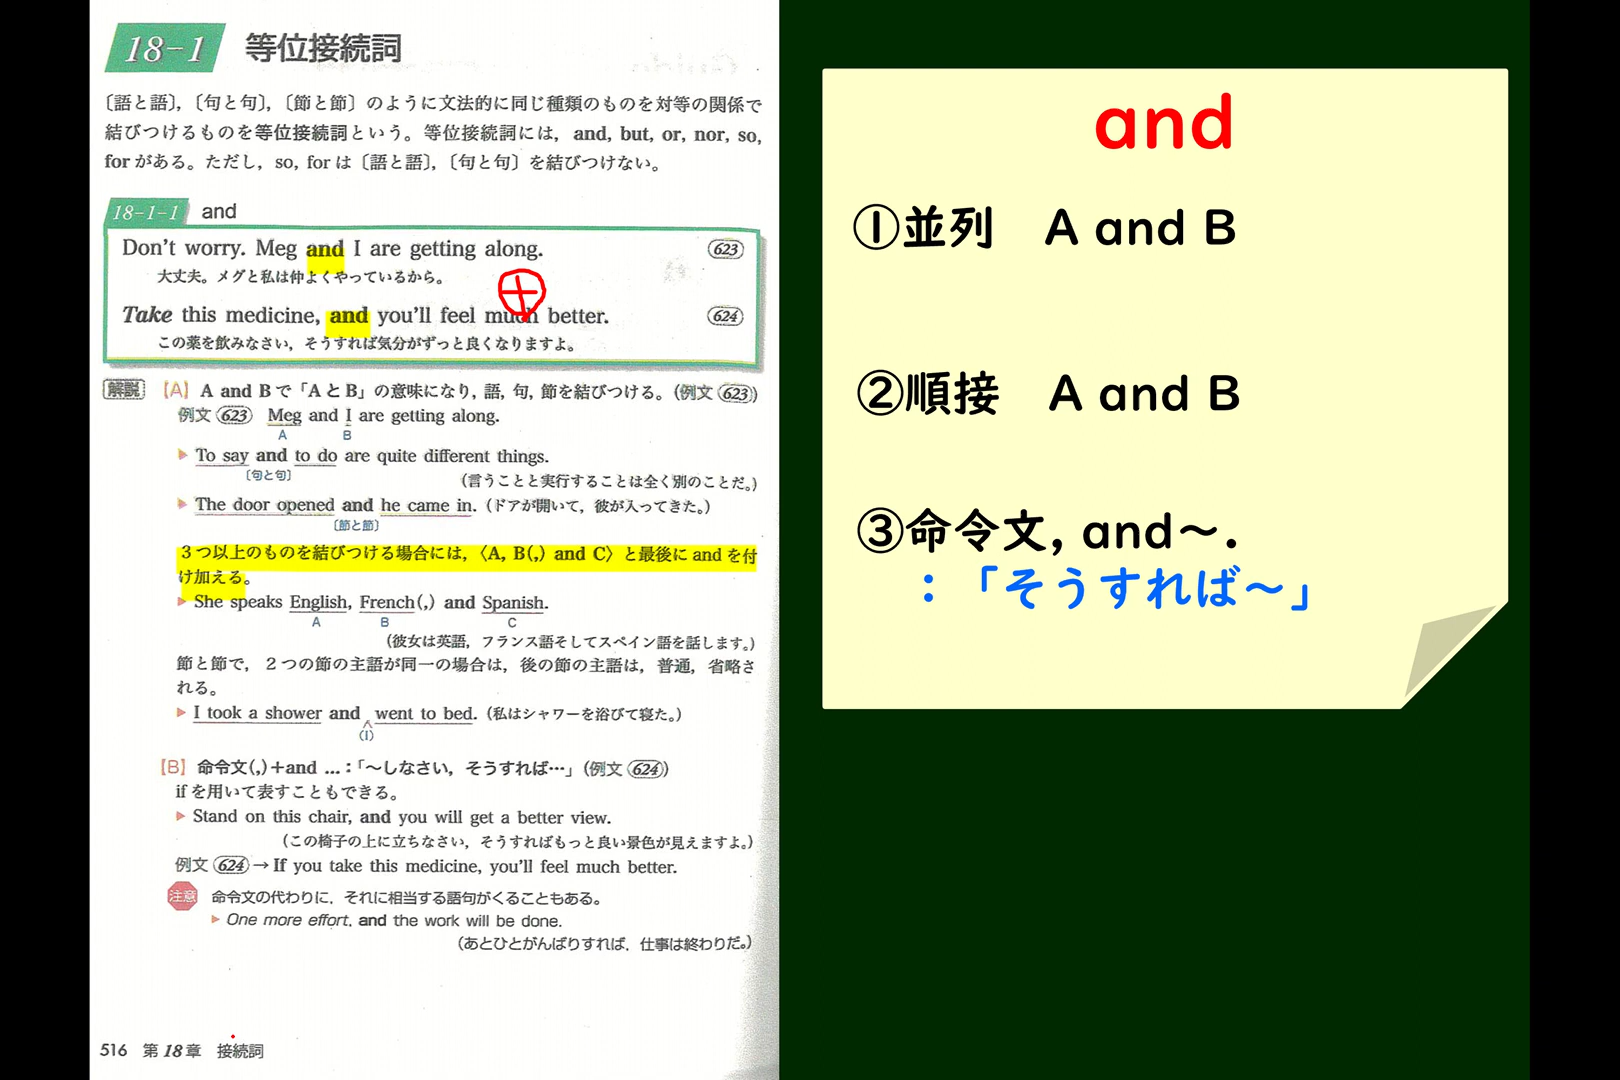 18-1 等位接続詞
〔語と語〕,〔句と句〕,〔節と節〕のように文法的に同じ種類のものを対等の関係で
結びつけるものを等位接続詞という。等位接続詞には, and, but, or, nor, so,
for がある。ただし, so, for は〔語と語〕,〔句と句〕を結びつけない。
18-1-1 and
Don't worry. Meg and I are getting along. 623
大丈夫。メグと私は仲よくやっているから。
Take this medicine, and you'll feel much better. 624
この薬を飲みなさい, そうすれば気分がずっと良くなりますよ。
解説 【A】 A and B で「A と B」の意味になり, 語, 句, 節を結びつける。(例文 623)
例文 623 Meg and I are getting along.
A B
To say and to do are quite different things.
〔句と句〕 (言うことと実行することは全く別のことだ。)
The door opened and he came in. (ドアが開いて, 彼が入ってきた。)
〔節と節〕
3つ以上のものを結びつける場合には,〈A, B(,) and C〉と最後に and を付
け加える。
She speaks English, French(,) and Spanish.
A B C
(彼女は英語, フランス語そしてスペイン語を話します。)
節と節で, 2つの節の主語が同一の場合は, 後の節の主語は, 普通, 省略さ
れる。
I took a shower and went to bed. (私はシャワーを浴びて寝た。)
(I)
【B】 命令文(,)+and …:「〜しなさい, そうすれば…」(例文 624)
if を用いて表すこともできる。
Stand on this chair, and you will get a better view.
(この椅子の上に立ちなさい, そうすればもっと良い景色が見えますよ。)
例文 624 → If you take this medicine, you'll feel much better.
注意 命令文の代わりに, それに相当する語句がくることもある。
One more effort, and the work will be done.
(あとひとがんばりすれば, 仕事は終わりだ。)
516 第18章 接続詞
and
①並列 A and B
②順接 A and B
③命令文, and〜.
:「そうすれば〜」